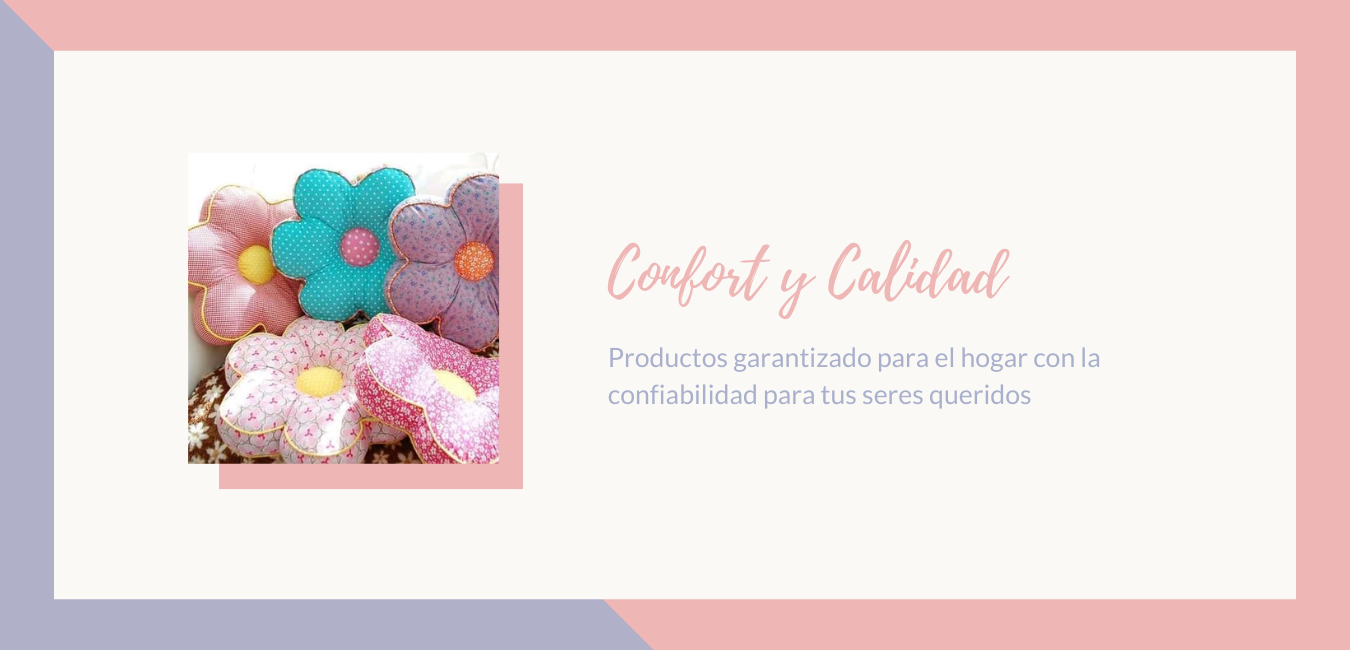 Confort y Calidad
Productos garantizado para el hogar con la
confiabilidad para tus seres queridos